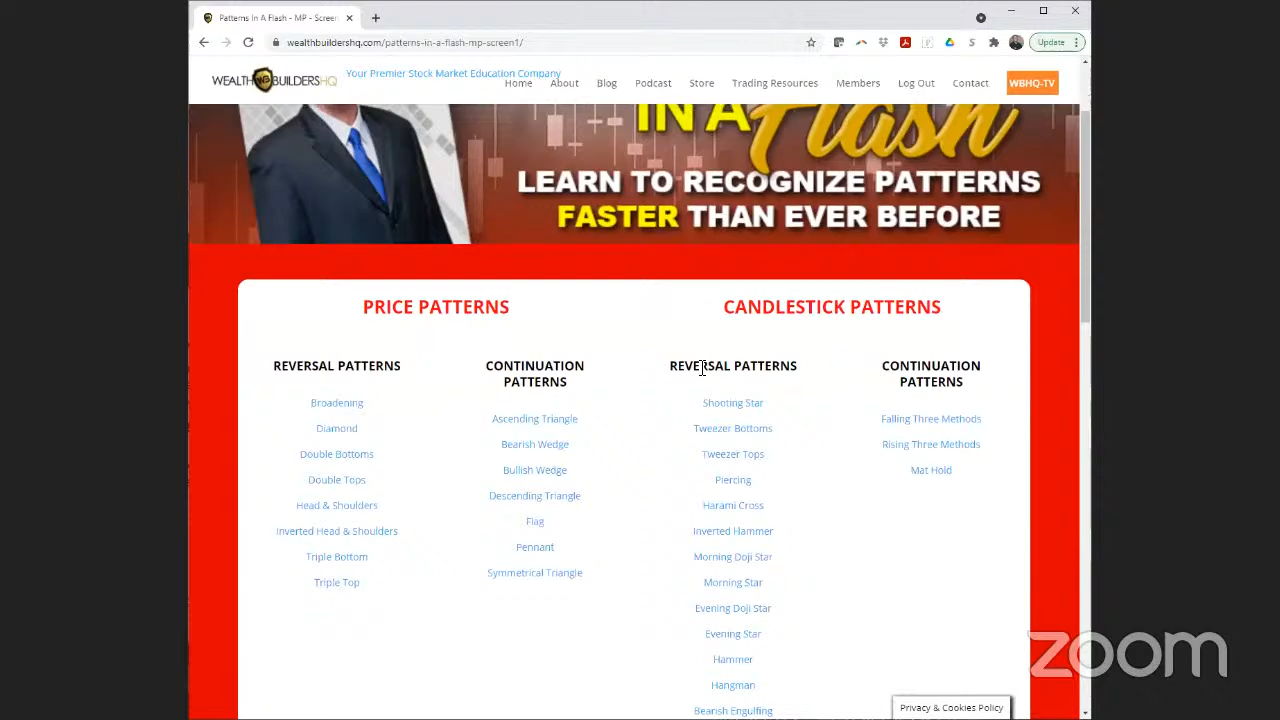 Patterns In A Flash - MP - Screen
wealthbuildershq.com/patterns-in-a-flash-mp-screen1/
Update
WEALTH BUILDERSHQ
Your Premier Stock Market Education Company
Home
About
Blog
Podcast
Store
Trading Resources
Members
Log Out
Contact
WBHQ-TV
IN A Flash
LEARN TO RECOGNIZE PATTERNS
FASTER THAN EVER BEFORE
PRICE PATTERNS
REVERSAL PATTERNS
Broadening
Diamond
Double Bottoms
Double Tops
Head & Shoulders
Inverted Head & Shoulders
Triple Bottom
Triple Top
CONTINUATION
PATTERNS
Ascending Triangle
Bearish Wedge
Bullish Wedge
Descending Triangle
Flag
Pennant
Symmetrical Triangle
CANDLESTICK PATTERNS
REVERSAL PATTERNS
Shooting Star
Tweezer Bottoms
Tweezer Tops
Piercing
Harami Cross
Inverted Hammer
Morning Doji Star
Morning Star
Evening Doji Star
Evening Star
Hammer
Hangman
Bearish Engulfing
CONTINUATION
PATTERNS
Falling Three Methods
Rising Three Methods
Mat Hold
Privacy & Cookies Policy
zoom